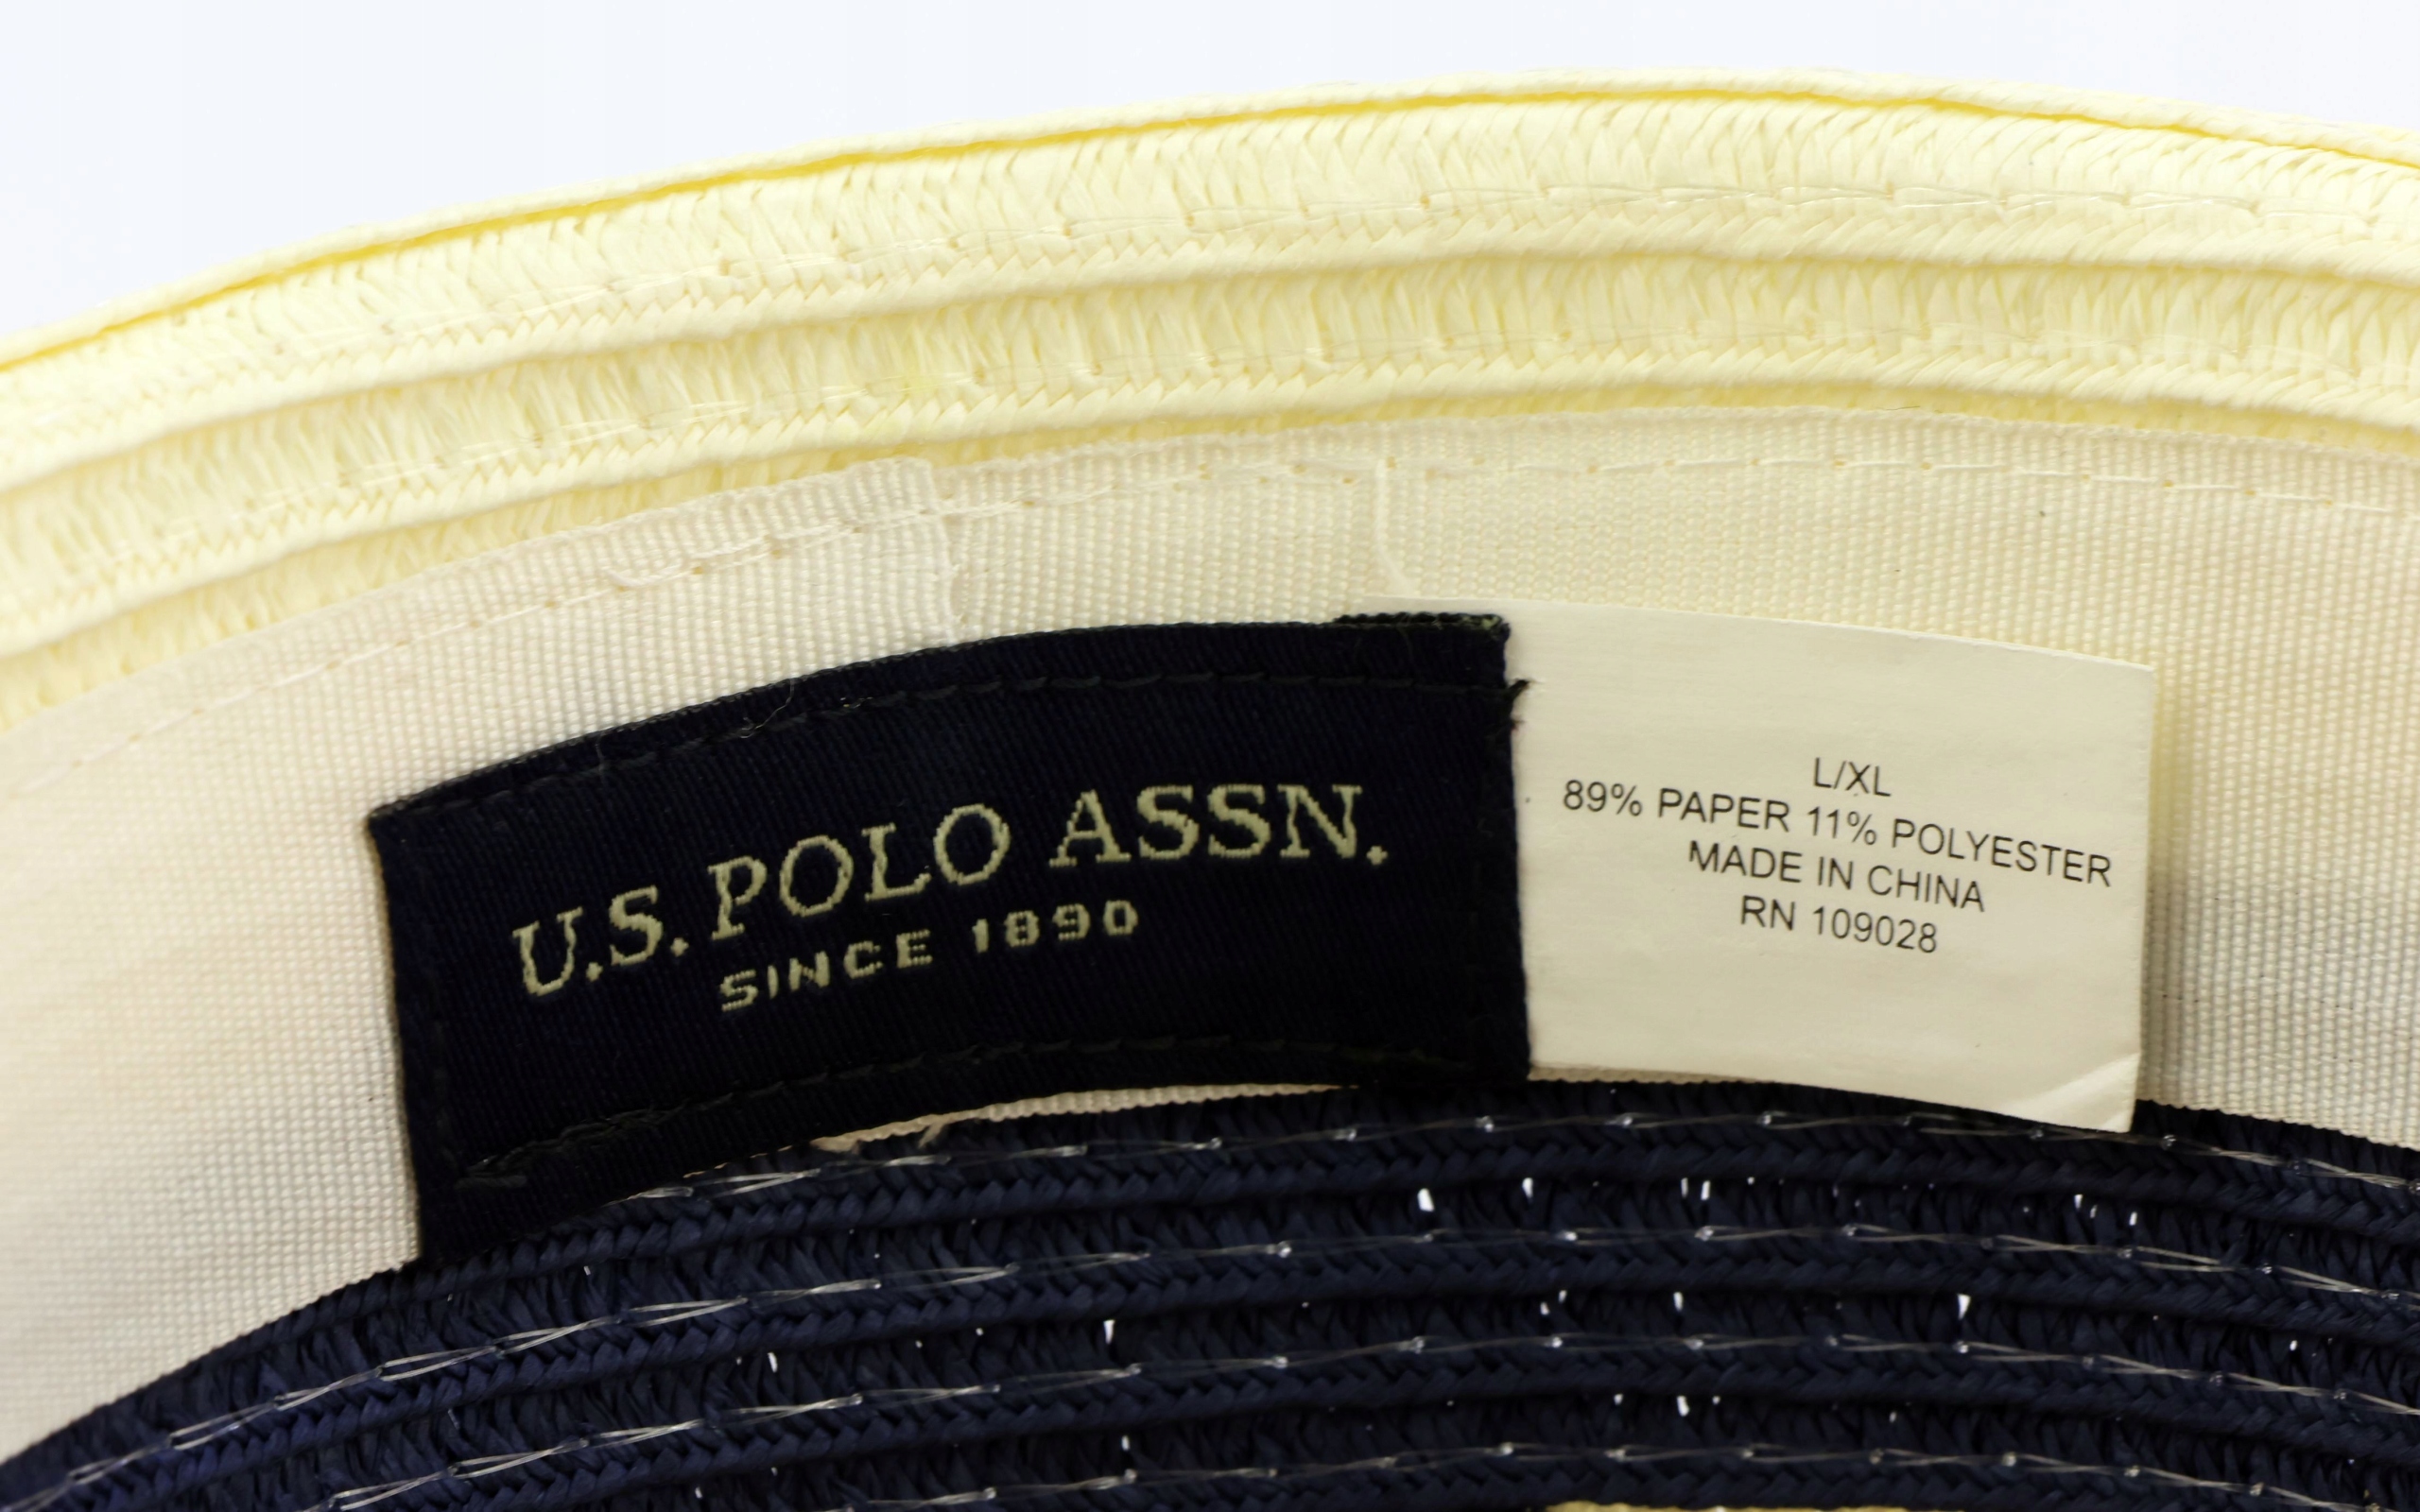 U.S. POLO ASSN.
SINCE 1890
L/XL
89% PAPER 11% POLYESTER
MADE IN CHINA
RN 109028